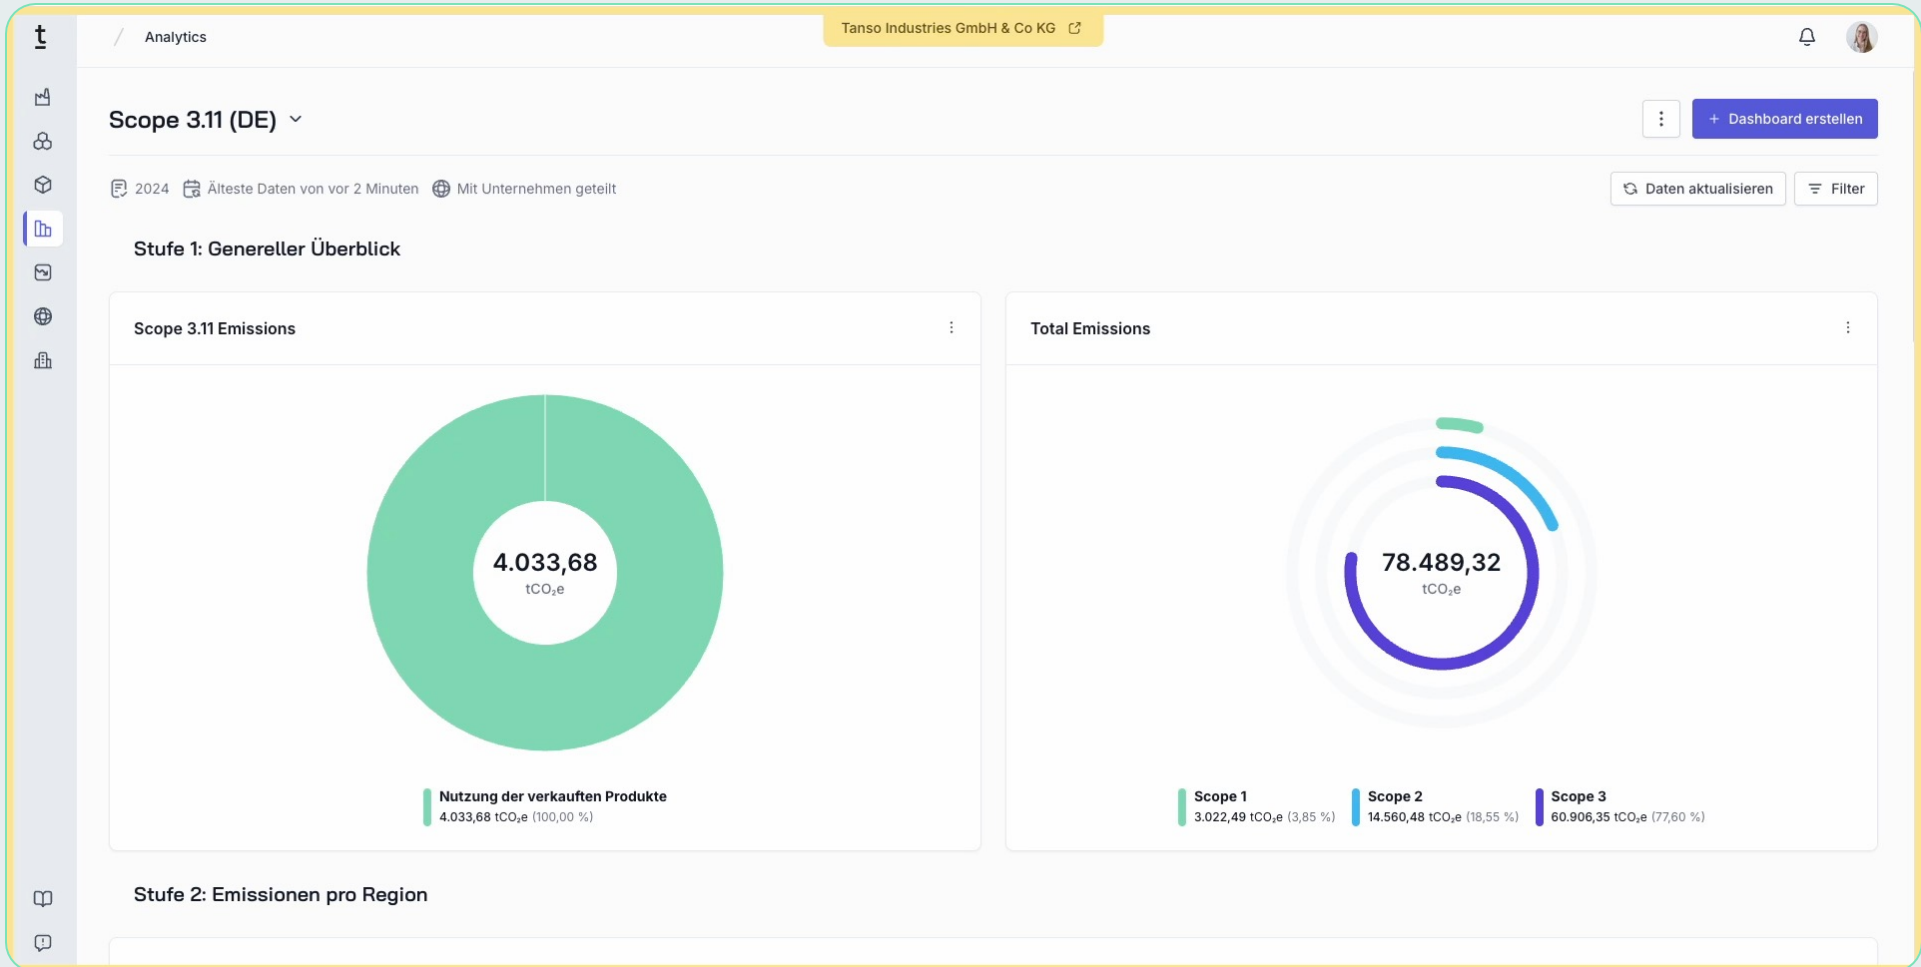 t
/ Analytics
Tanso Industries GmbH & Co KG
Scope 3.11 (DE)
+ Dashboard erstellen
2024 Älteste Daten von vor 2 Minuten Mit Unternehmen geteilt
Daten aktualisieren
Filter
Stufe 1: Genereller Überblick
Scope 3.11 Emissions
4.033,68
tCO₂e
Nutzung der verkauften Produkte
4.033,68 tCO₂e (100,00 %)
Total Emissions
78.489,32
tCO₂e
Scope 1
3.022,49 tCO₂e (3,85 %)
Scope 2
14.560,48 tCO₂e (18,55 %)
Scope 3
60.906,35 tCO₂e (77,60 %)
Stufe 2: Emissionen pro Region